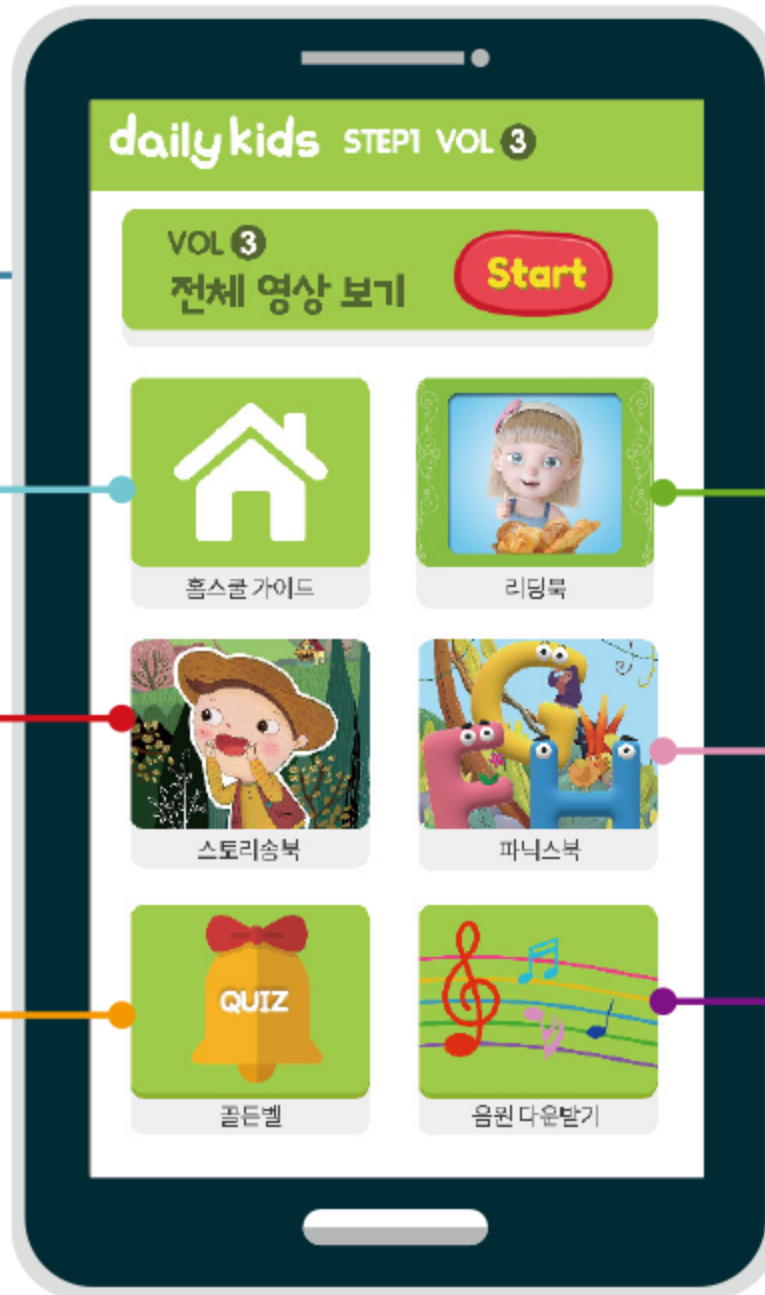 daily kids STEP1 VOL 3
VOL 3
전체 영상 보기
Start
홈스쿨 가이드
리딩북
스토리송북
파닉스북
G
F H
QUIZ
골든벨
음원 다운받기